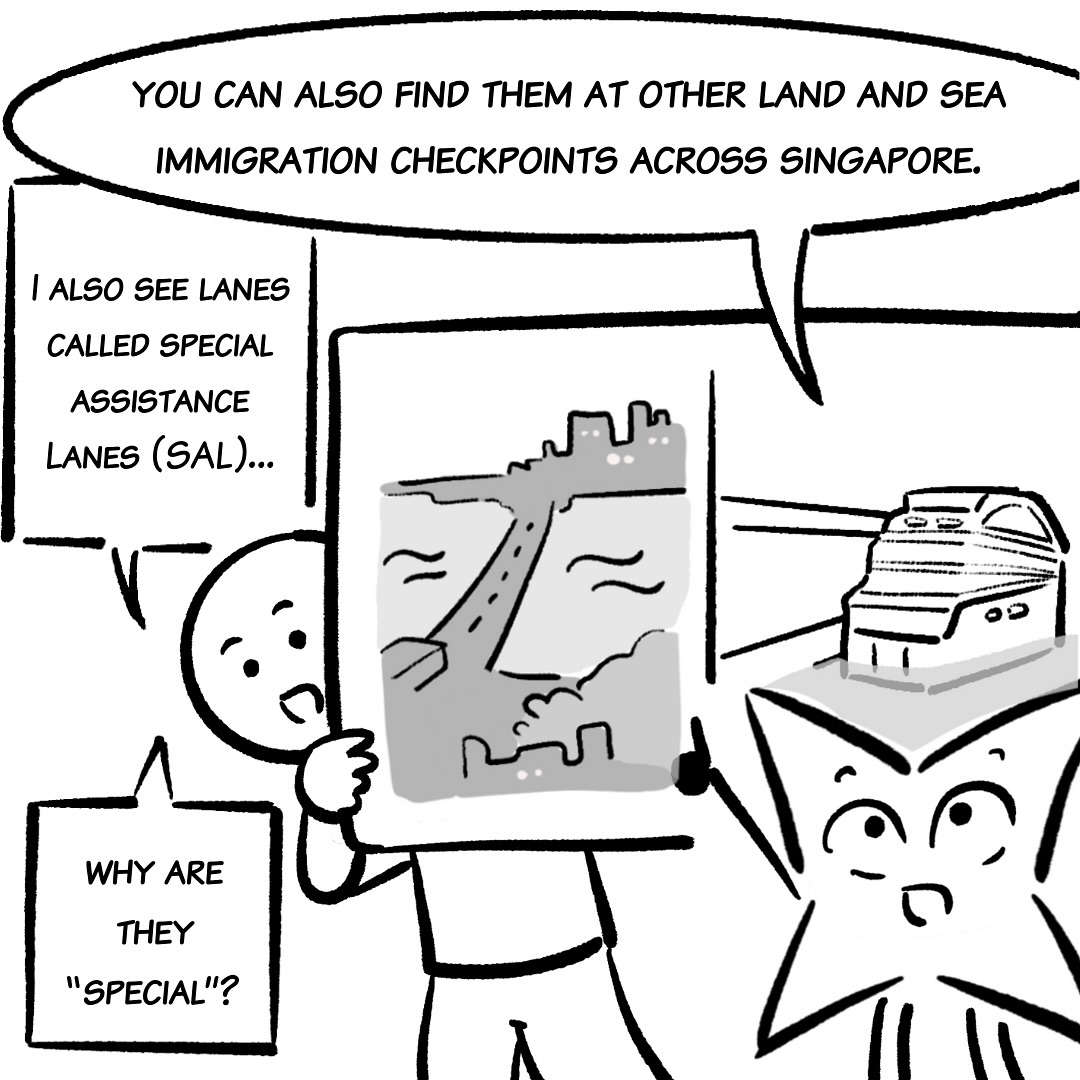 YOU CAN ALSO FIND THEM AT OTHER LAND AND SEA
IMMIGRATION CHECKPOINTS ACROSS SINGAPORE.
I ALSO SEE LANES
CALLED SPECIAL
ASSISTANCE
LANES (SAL)...
WHY ARE
THEY
"SPECIAL"?